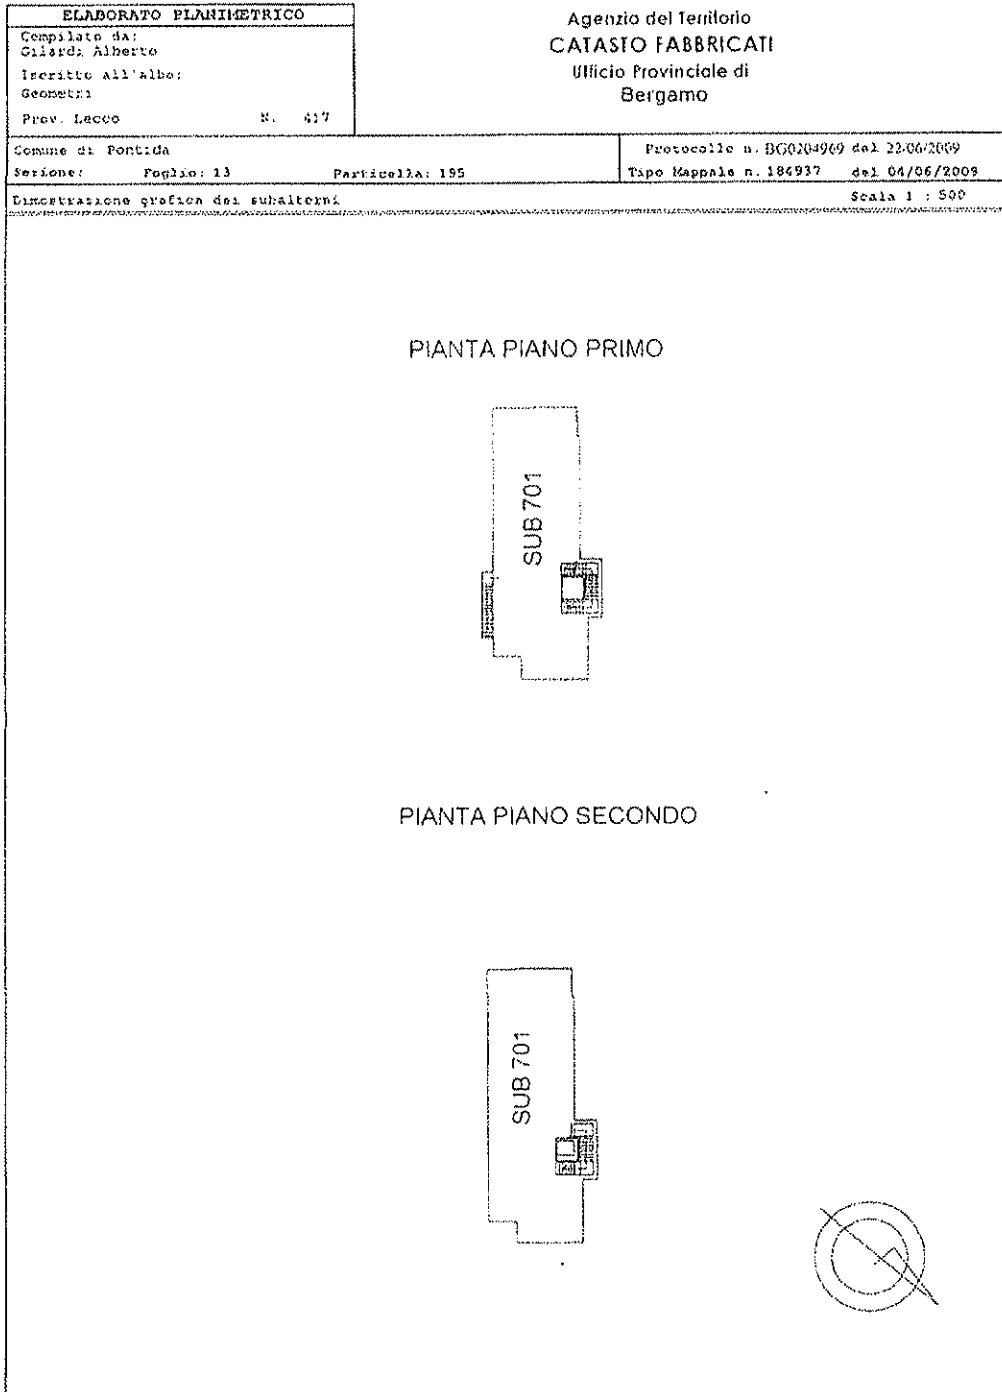 ELABORATO PLANIMETRICO
Compilato da:
Gilardi Alberto
Iscritto all'albo:
Geometri
Prov. Lecco N. 417
Agenzia del Territorio
CATASTO FABBRICATI
Ufficio Provinciale di
Bergamo
Comune di Pontida
Sezione: Foglio: 13 Particella: 195
Protocollo n. BG0204969 del 22/06/2009
Tipo Mappale n. 184937 del 04/06/2009
Dimostrazione grafica dei subalterni
Scala 1 : 500
PIANTA PIANO PRIMO
SUB 701
PIANTA PIANO SECONDO
SUB 701